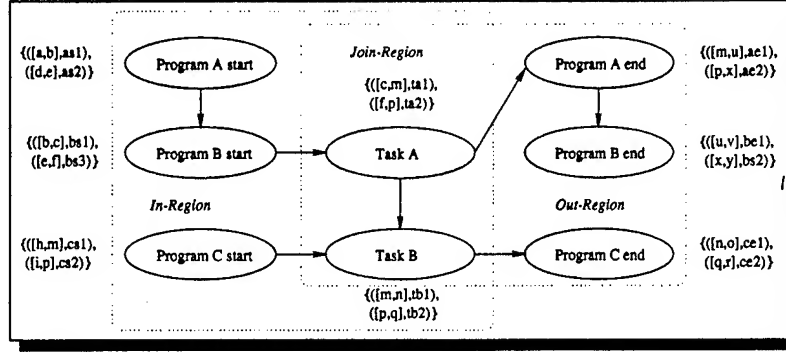 Join-Region
{([a,b],as1),
([d,e],as2)}
Program A start
{([c,m],ta1),
([f,p],ta2)}
Program A end
{([m,u],ae1),
([p,x],ae2)}
{([b,c],bs1),
([e,f],bs3)}
Program B start
Task A
Program B end
{([u,v],be1),
([x,y],bs2)}
In-Region
Out-Region
{([h,m],cs1),
([i,p],cs2)}
Program C start
Task B
Program C end
{([n,o],ce1),
([q,r],ce2)}
{([m,n],tb1),
([p,q],tb2)}